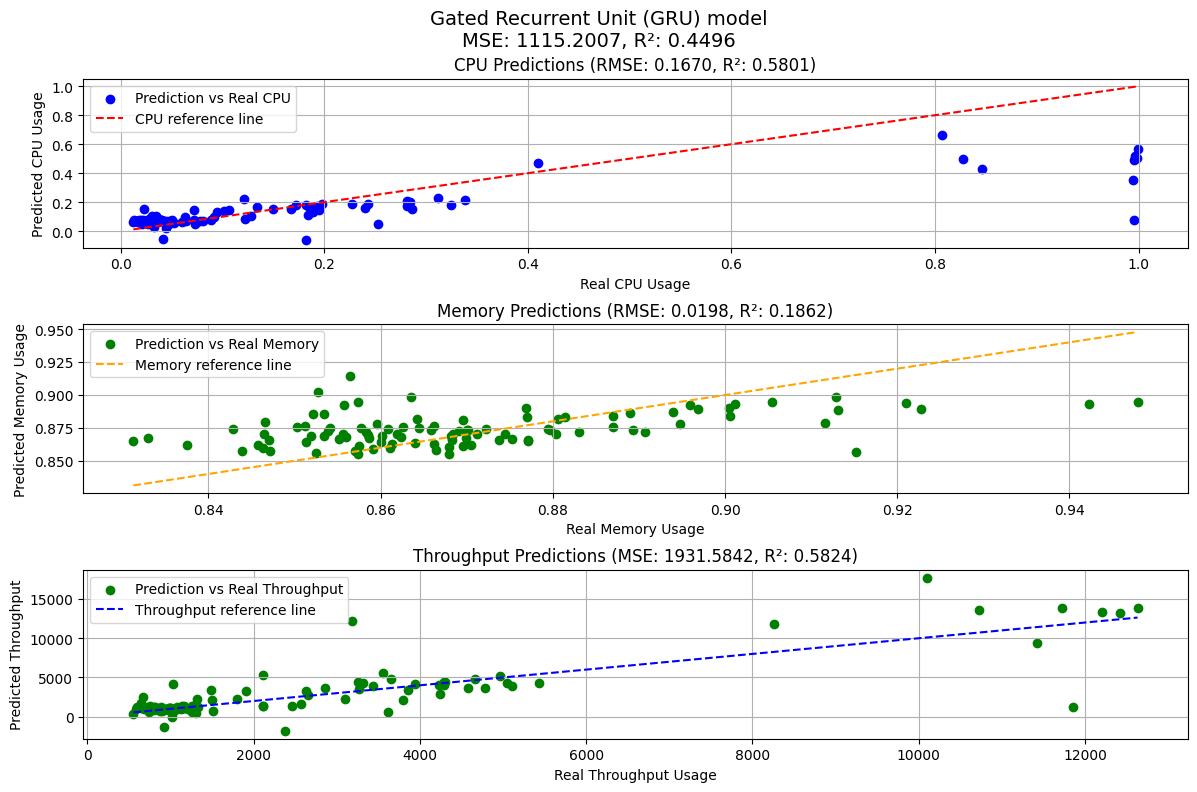 Gated Recurrent Unit (GRU) model
MSE: 1115.2007, R²: 0.4496
CPU Predictions (RMSE: 0.1670, R²: 0.5801)
Predicted CPU Usage
1.0
0.8
0.6
0.4
0.2
0.0
Prediction vs Real CPU
CPU reference line
0.0 0.2 0.4 0.6 0.8 1.0
Real CPU Usage
Memory Predictions (RMSE: 0.0198, R²: 0.1862)
Predicted Memory Usage
0.950
0.925
0.900
0.875
0.850
Prediction vs Real Memory
Memory reference line
0.84 0.86 0.88 0.90 0.92 0.94
Real Memory Usage
Throughput Predictions (MSE: 1931.5842, R²: 0.5824)
Predicted Throughput
15000
10000
5000
0
Prediction vs Real Throughput
Throughput reference line
0 2000 4000 6000 8000 10000 12000
Real Throughput Usage